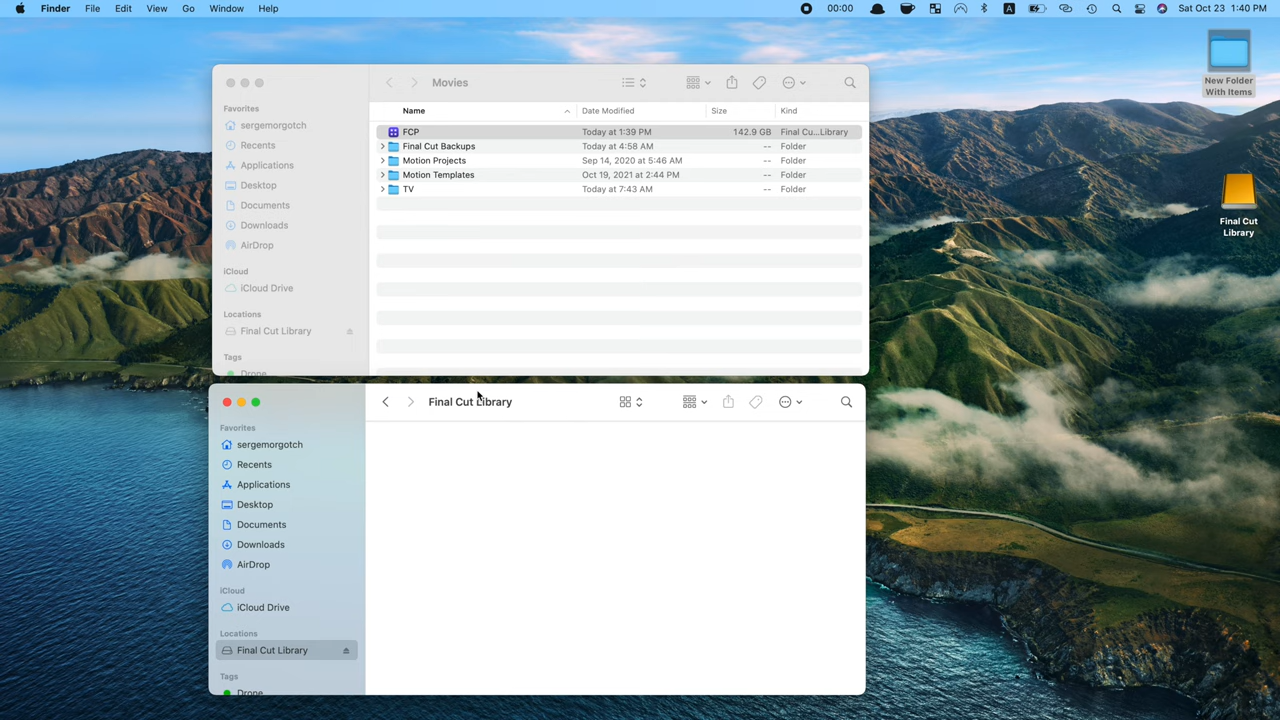 Finder File Edit View Go Window Help 00:00 A Sat Oct 23 1:40 PM
New Folder
With Items
Final Cut
Library
Movies
Favorites
sergemorgotch
Recents
Applications
Desktop
Documents
Downloads
AirDrop
iCloud
iCloud Drive
Locations
Final Cut Library
Tags
Drone
Name Date Modified Size Kind
FCP Today at 1:39 PM 142.9 GB Final Cu...Library
Final Cut Backups Today at 4:58 AM -- Folder
Motion Projects Sep 14, 2020 at 5:46 AM -- Folder
Motion Templates Oct 19, 2021 at 2:44 PM -- Folder
TV Today at 7:43 AM -- Folder
Final Cut Library
Favorites
sergemorgotch
Recents
Applications
Desktop
Documents
Downloads
AirDrop
iCloud
iCloud Drive
Locations
Final Cut Library
Tags
Drone